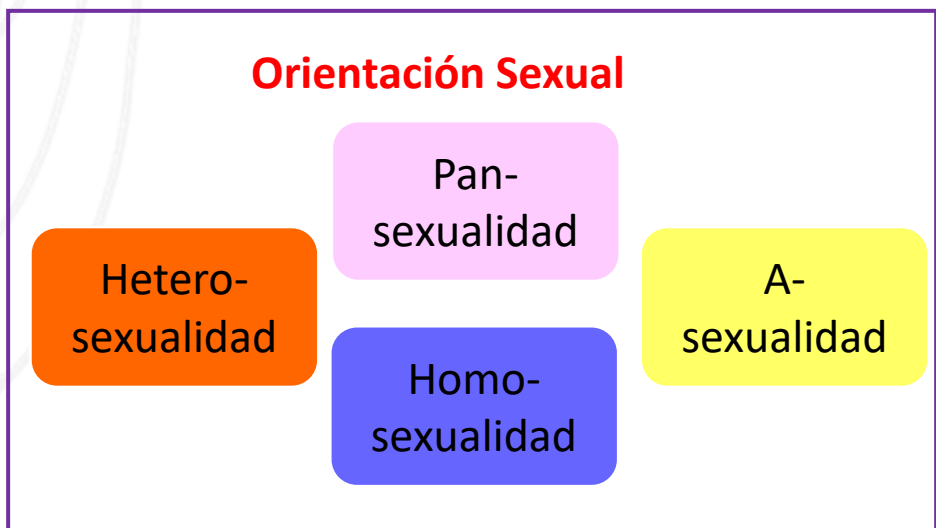 Orientación Sexual
Pan-
sexualidad
Hetero-
sexualidad
A-
sexualidad
Homo-
sexualidad